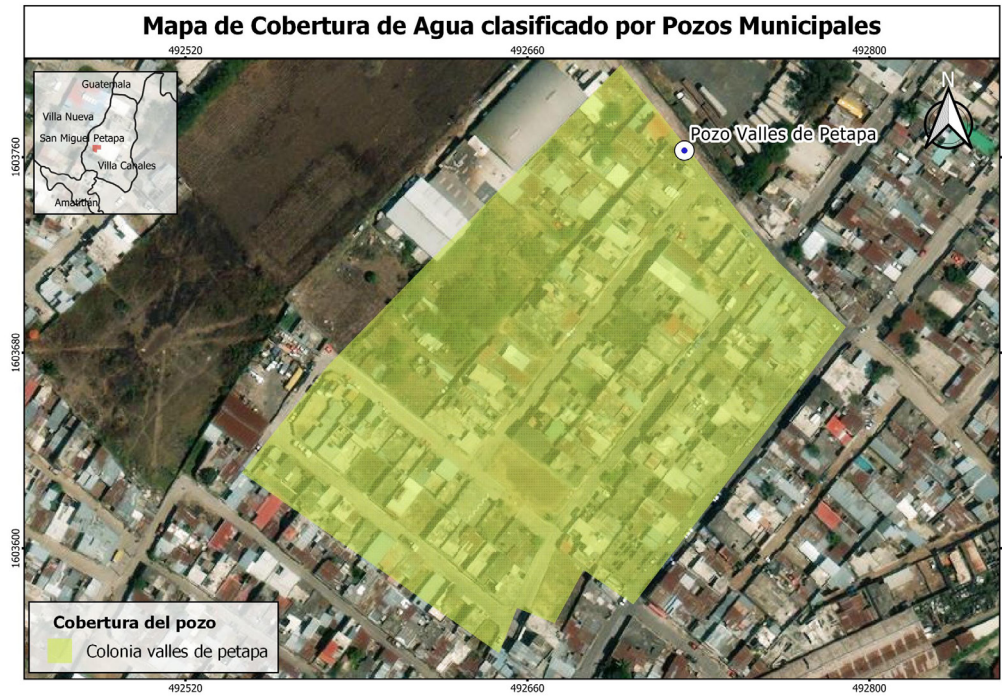 Mapa de Cobertura de Agua clasificado por Pozos Municipales
492520
492660
492800
Guatemala
Villa Nueva
San Miguel Petapa
Villa Canales
Amatitlán
N
Pozo Valles de Petapa
1603760
1603680
1603600
Cobertura del pozo
Colonia valles de petapa
492520
492660
492800